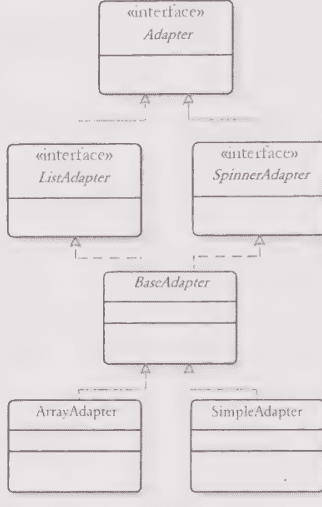 «interface»
Adapter
«interface»
ListAdapter
«interface»
SpinnerAdapter
BaseAdapter
ArrayAdapter
SimpleAdapter